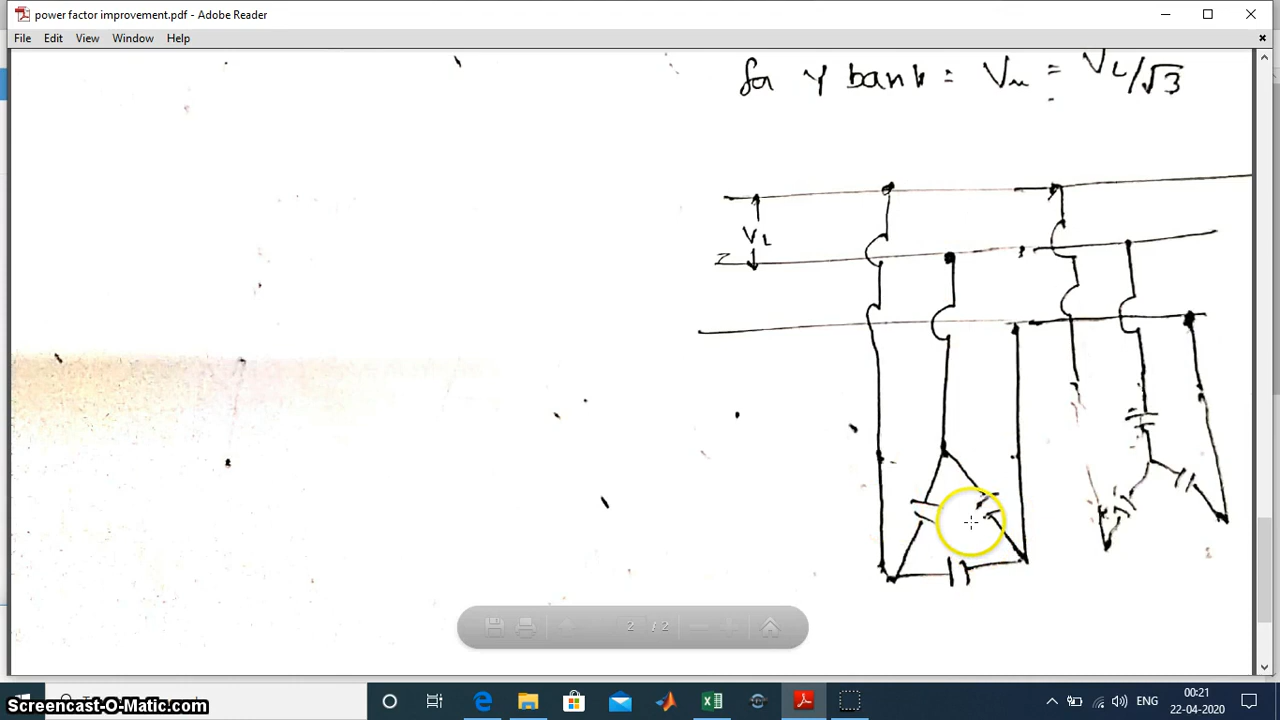 power factor improvement.pdf - Adobe Reader
File Edit View Window Help
for Y bank = Vu = VL/√3
VL
2 / 2
ENG
00:21
22-04-2020
Screencast-O-Matic.com